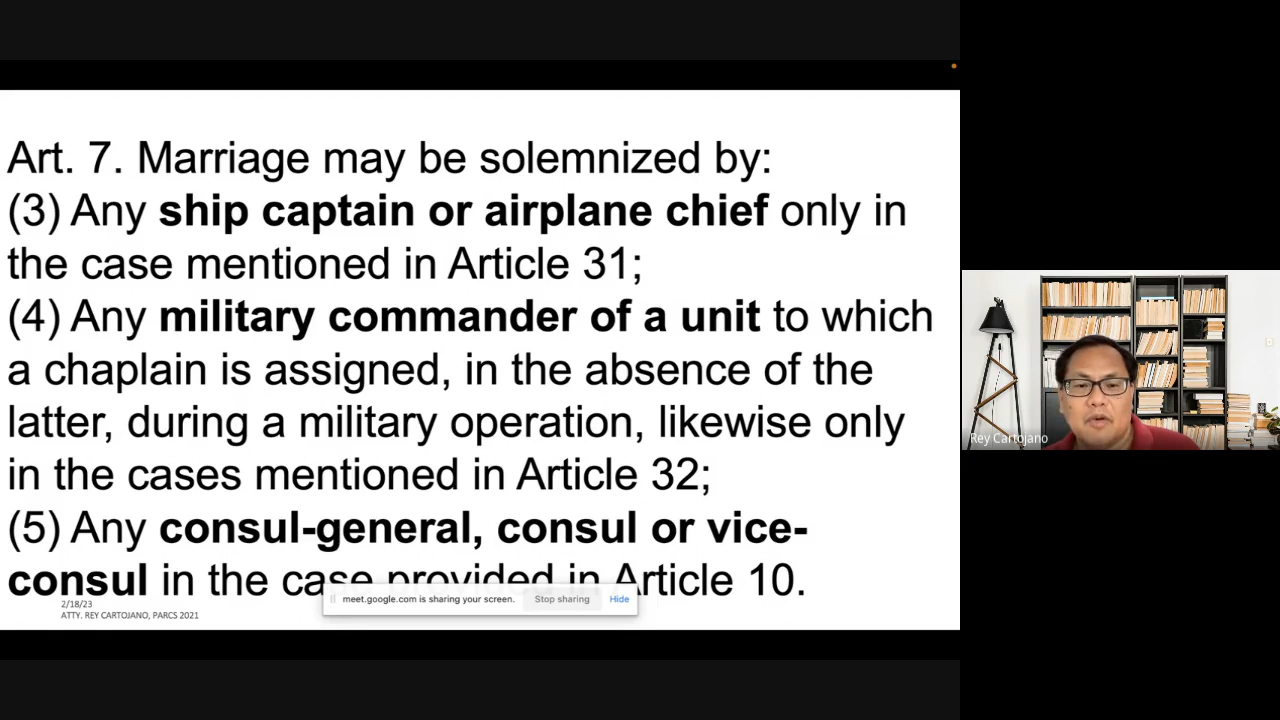 Art. 7. Marriage may be solemnized by:
(3) Any ship captain or airplane chief only in
the case mentioned in Article 31;
(4) Any military commander of a unit to which
a chaplain is assigned, in the absence of the
latter, during a military operation, likewise only
in the cases mentioned in Article 32;
(5) Any consul-general, consul or vice-
consul in the case provided in Article 10.
2/18/23
ATTY. REY CARTOJANO, PARCS 2021
meet.google.com is sharing your screen. Stop sharing Hide
Rey Cartojano